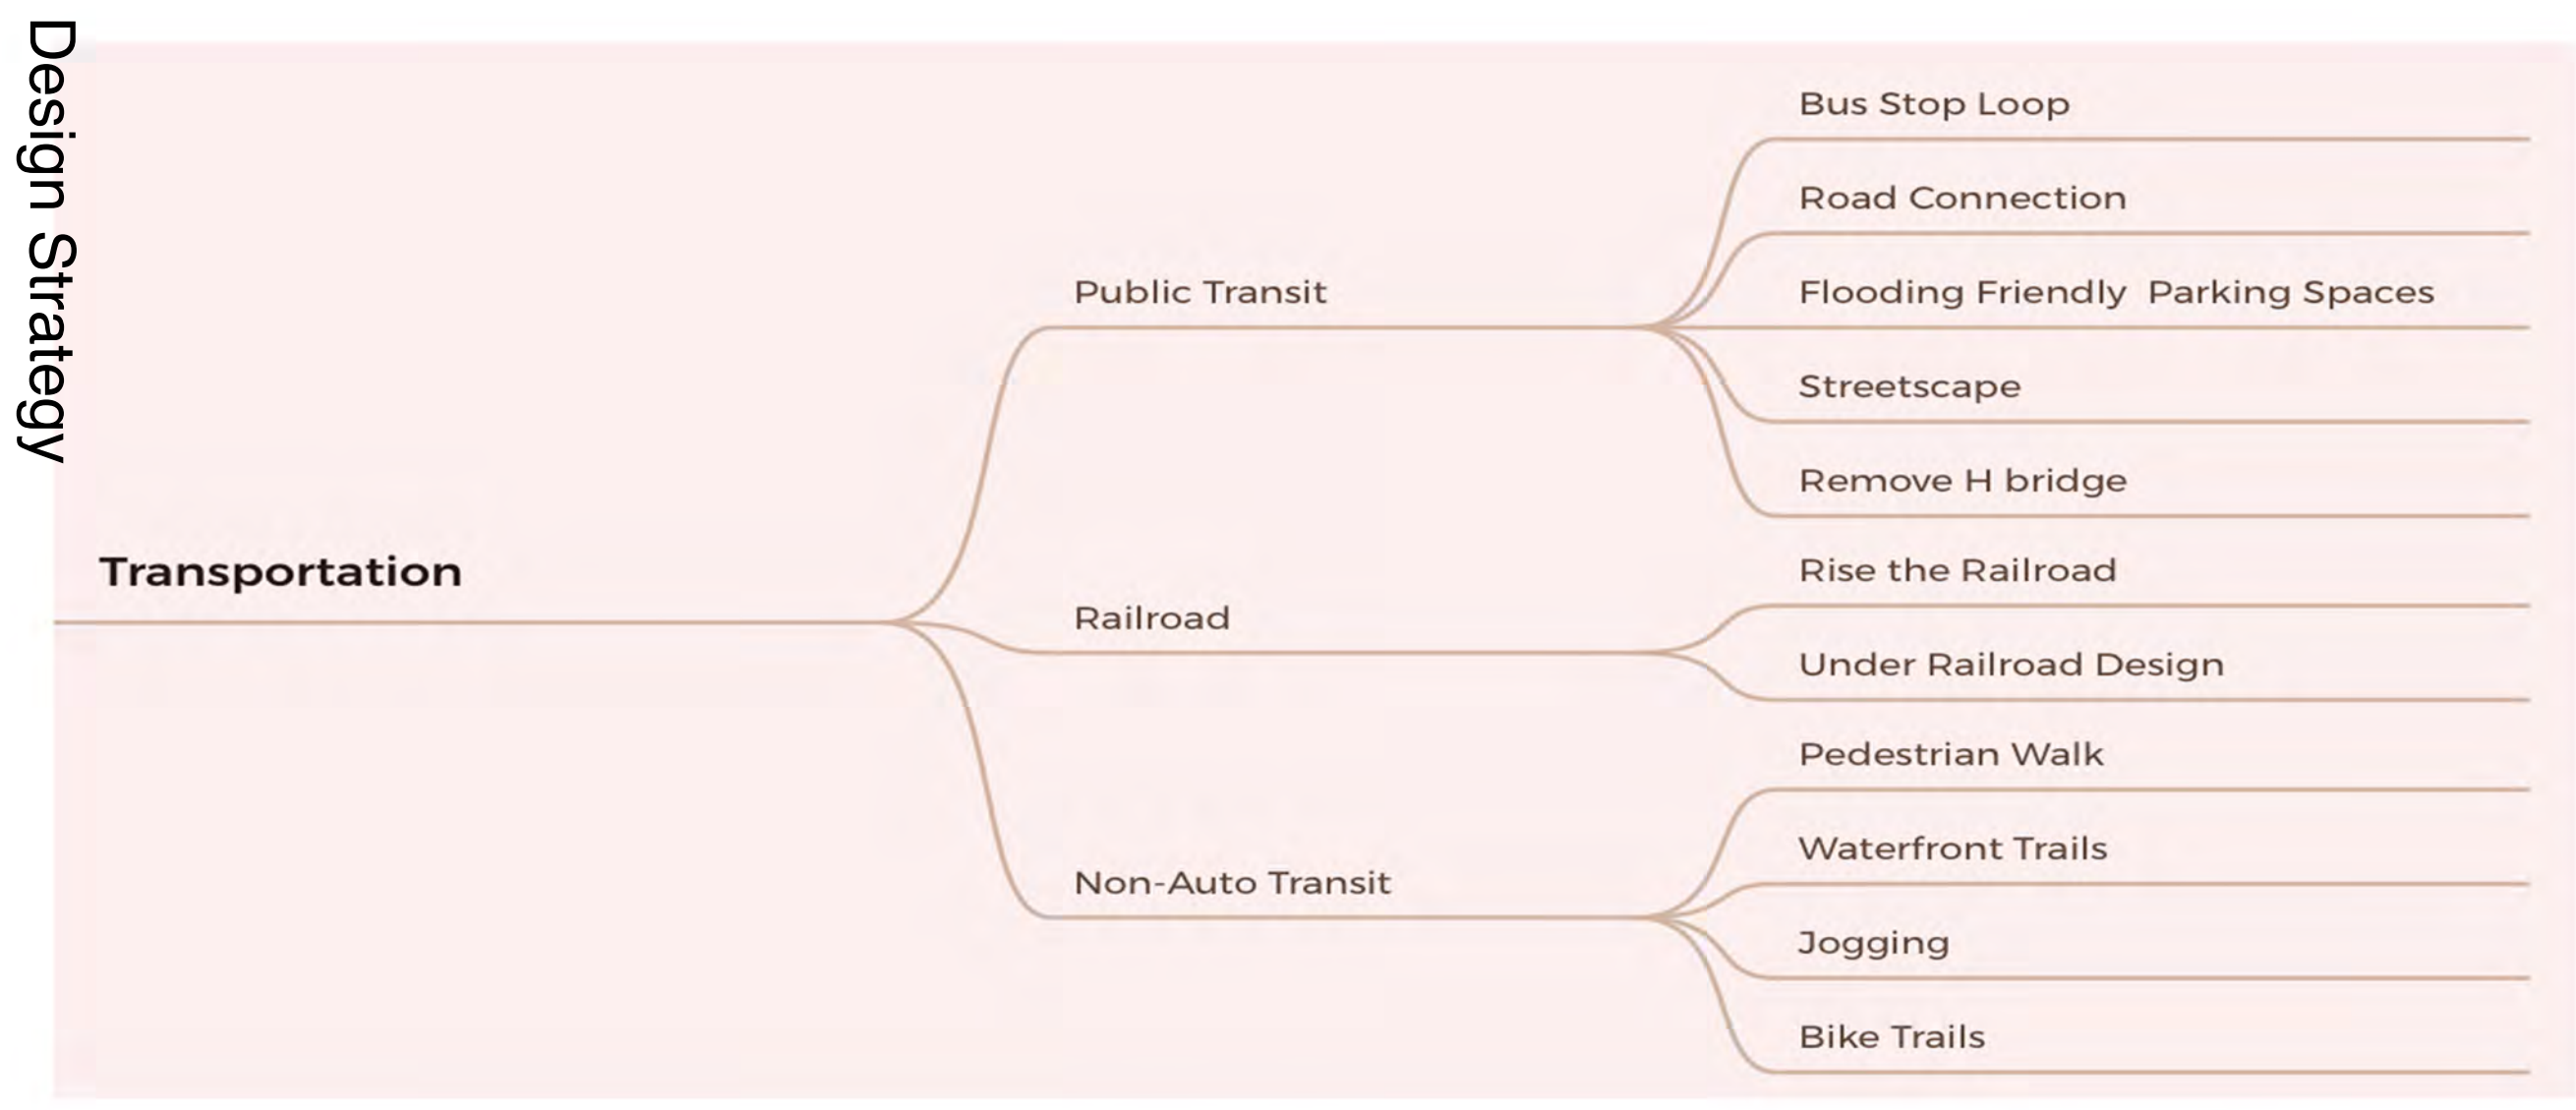 Design Strategy
Transportation
Public Transit
Bus Stop Loop
Road Connection
Flooding Friendly  Parking Spaces
Streetscape
Remove H bridge
Railroad
Rise the Railroad
Under Railroad Design
Non-Auto Transit
Pedestrian Walk
Waterfront Trails
Jogging
Bike Trails